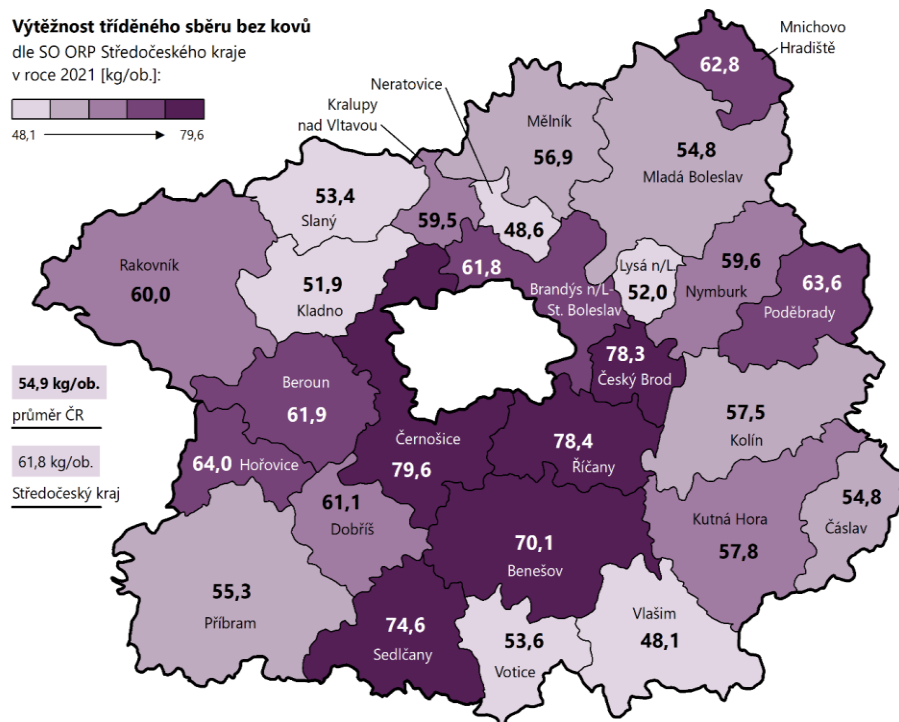 Výtěžnost tříděného sběru bez kovů
dle SO ORP Středočeského kraje
v roce 2021 [kg/ob.]:
48,1
79,6
Mnichovo
Hradiště
62,8
Neratovice
Kralupy
nad Vltavou
Mělník
56,9
54,8
Mladá Boleslav
53,4
Slaný
59,5
48,6
Rakovník
60,0
51,9
Kladno
61,8
Brandýs n/L-
St. Boleslav
Lysá n/L.
52,0
59,6
Nymburk
63,6
Poděbrady
78,3
Český Brod
54,9 kg/ob.
průměr ČR
61,8 kg/ob.
Středočeský kraj
Beroun
61,9
Černošice
79,6
78,4
Říčany
57,5
Kolín
64,0 Hořovice
61,1
Dobříš
70,1
Benešov
Kutná Hora
57,8
54,8
Čáslav
55,3
Příbram
74,6
Sedlčany
53,6
Votice
Vlašim
48,1